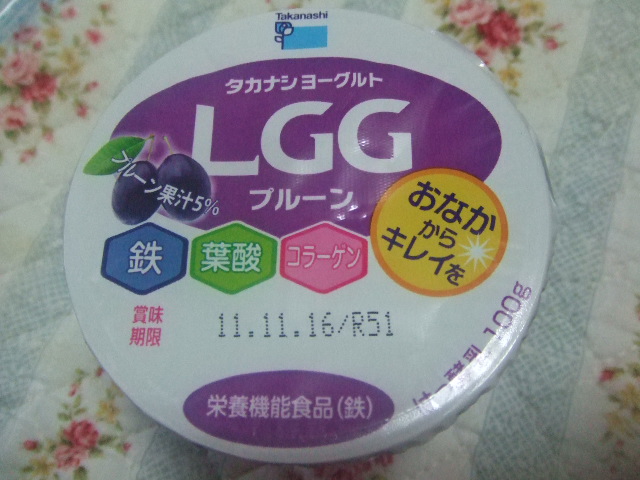 Takanashi
タカナシ ヨーグルト
LGG
プルーン
プルーン果汁5%
おなか
から
キレイを
鉄
葉酸
コラーゲン
賞味
期限
11.11.16/R51
100g
栄養機能食品(鉄)